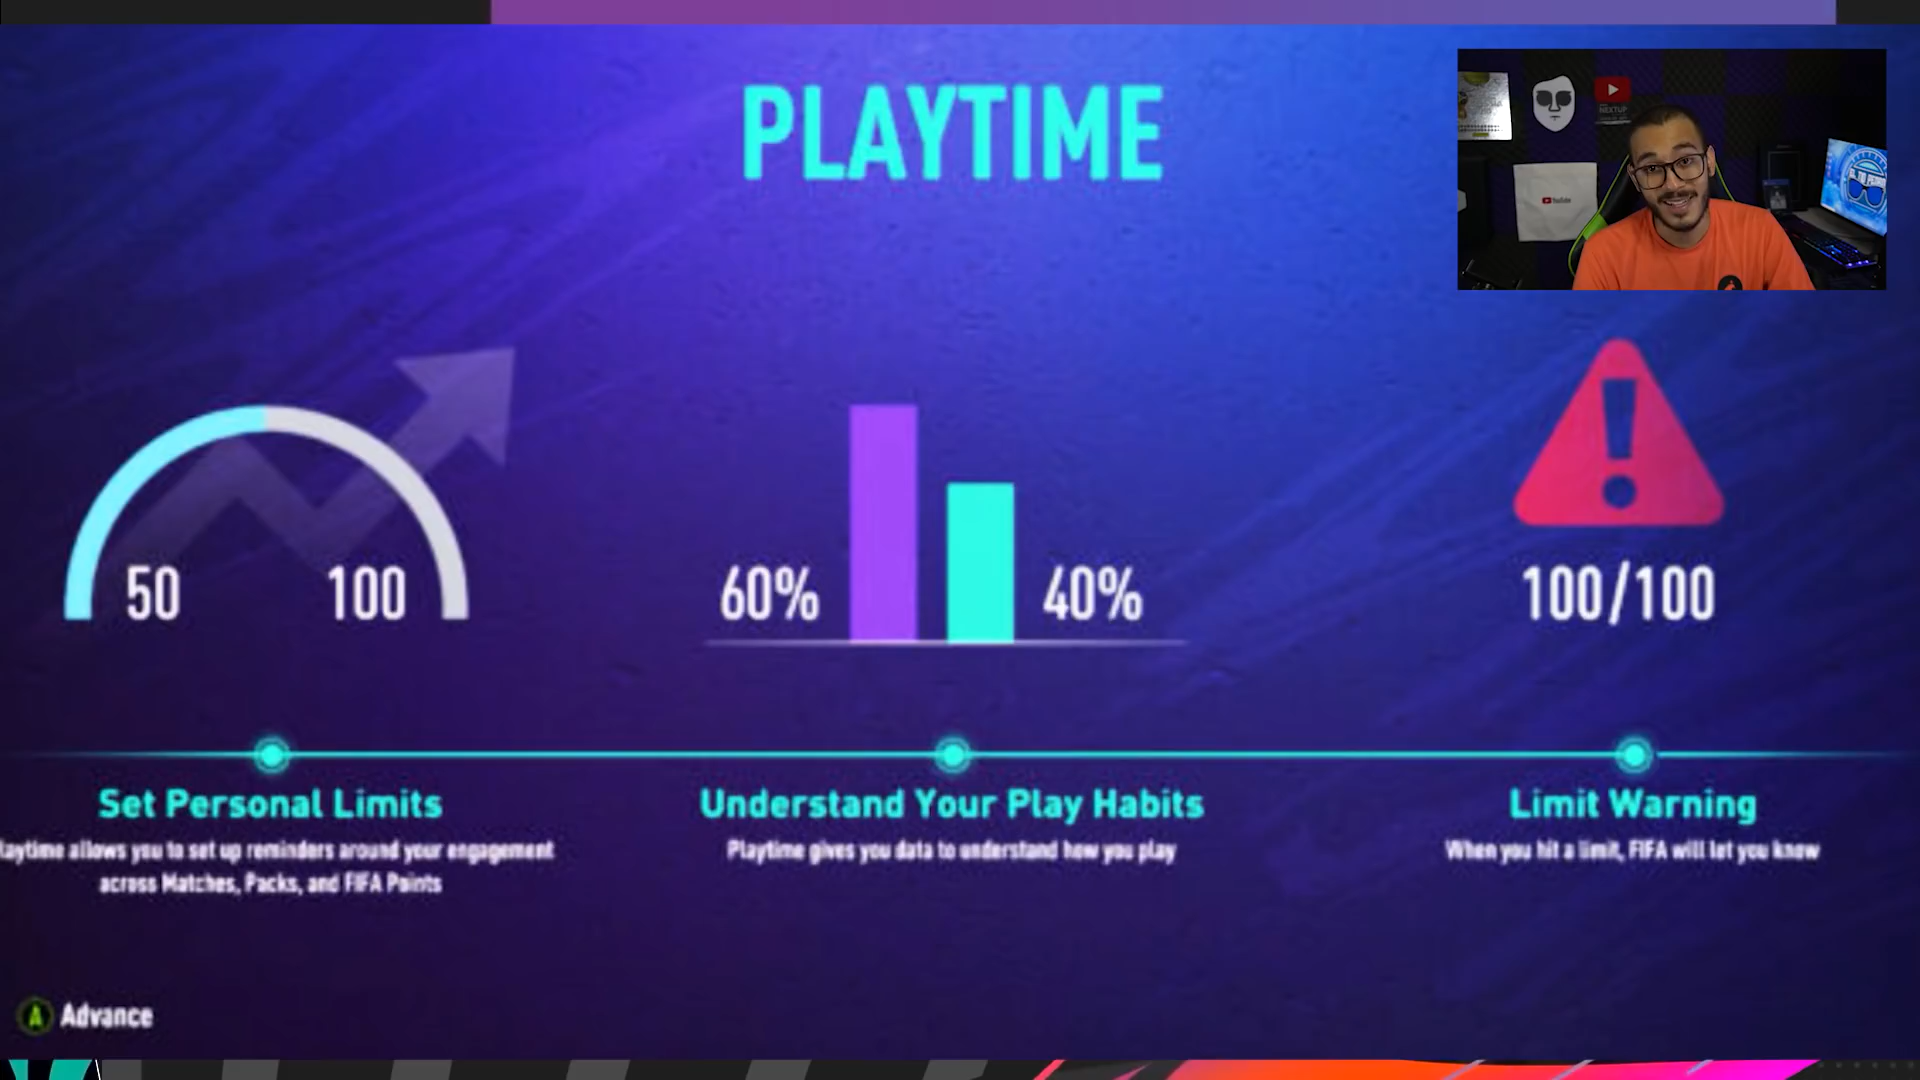 PLAYTIME
NEXTUP
YouTube
50
100
60%
40%
100/100
Set Personal Limits
Understand Your Play Habits
Limit Warning
laytime allows you to set up reminders around your engagement
across Matches, Packs, and FIFA Points
Playtime gives you data to understand how you play
When you hit a limit, FIFA will let you know
A Advance